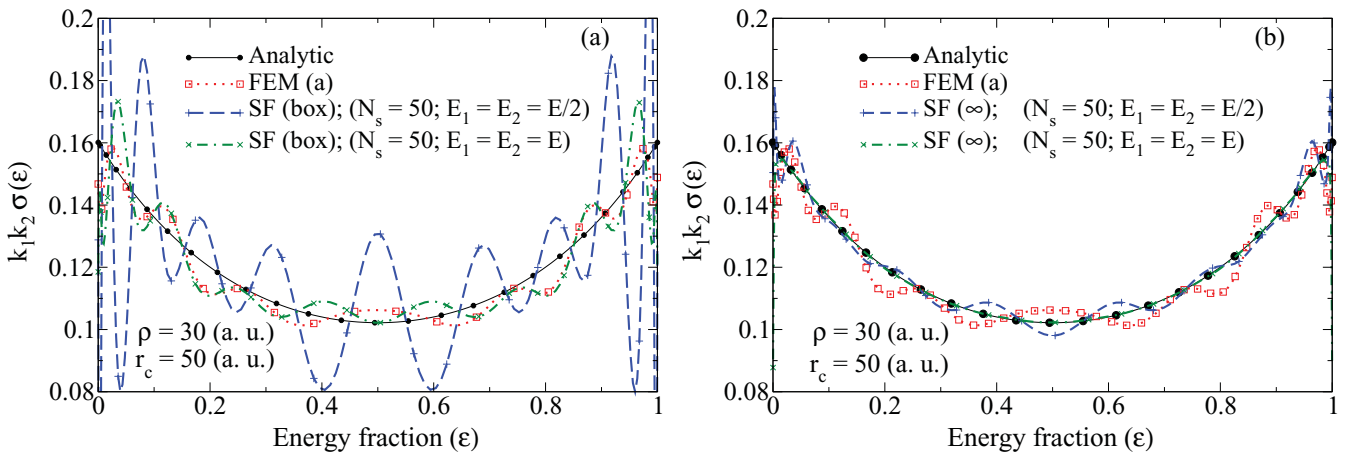 (a)
k₁k₂ σ(ε)
0.2
0.18
0.16
0.14
0.12
0.1
0.08
Analytic
FEM (a)
SF (box); (Nₛ = 50; E₁ = E₂ = E/2)
SF (box); (Nₛ = 50; E₁ = E₂ = E)
ρ = 30 (a. u.)
r_c = 50 (a. u.)
0 0.2 0.4 0.6 0.8 1
Energy fraction (ε)
(b)
k₁k₂ σ(ε)
0.2
0.18
0.16
0.14
0.12
0.1
0.08
Analytic
FEM (a)
SF (∞); (Nₛ = 50; E₁ = E₂ = E/2)
SF (∞); (Nₛ = 50; E₁ = E₂ = E)
ρ = 30 (a. u.)
r_c = 50 (a. u.)
0 0.2 0.4 0.6 0.8 1
Energy fraction (ε)